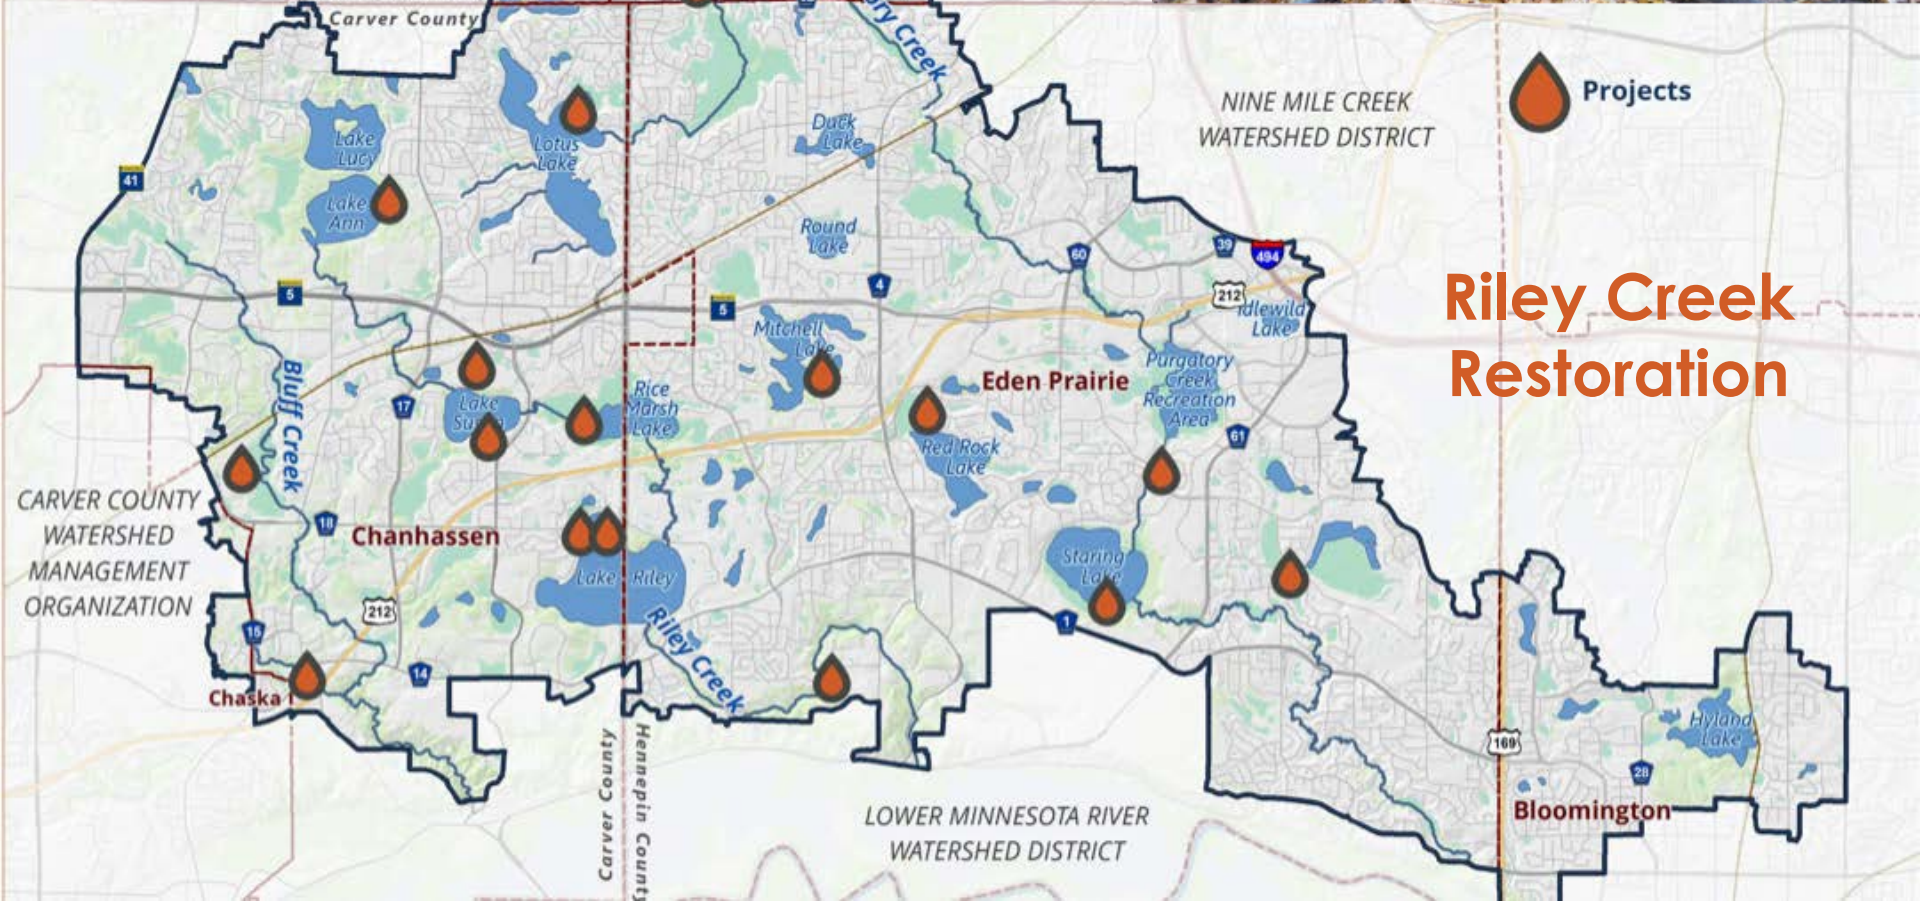 Carver County
ory Creek
NINE MILE CREEK
WATERSHED DISTRICT
Projects
Lake
Lucy
Lotus
Lake
Duck
Lake
41
Lake
Ann
Round
Lake
60
39
494
5
4
212
5
Idlewild
Lake
Riley Creek
Restoration
Mitchell
Lake
Bluff Creek
Purgatory
Creek
Recreation
Area
Eden Prairie
17
Lake
Rice
Marsh
Lake
61
Red Rock
Lake
CARVER COUNTY
WATERSHED
MANAGEMENT
ORGANIZATION
18
Chanhassen
Staring
Lake
Lake Riley
212
15
1
Riley Creek
14
Chaska
Carver County
Hennepin County
169
Hyland
Lake
28
Bloomington
LOWER MINNESOTA RIVER
WATERSHED DISTRICT